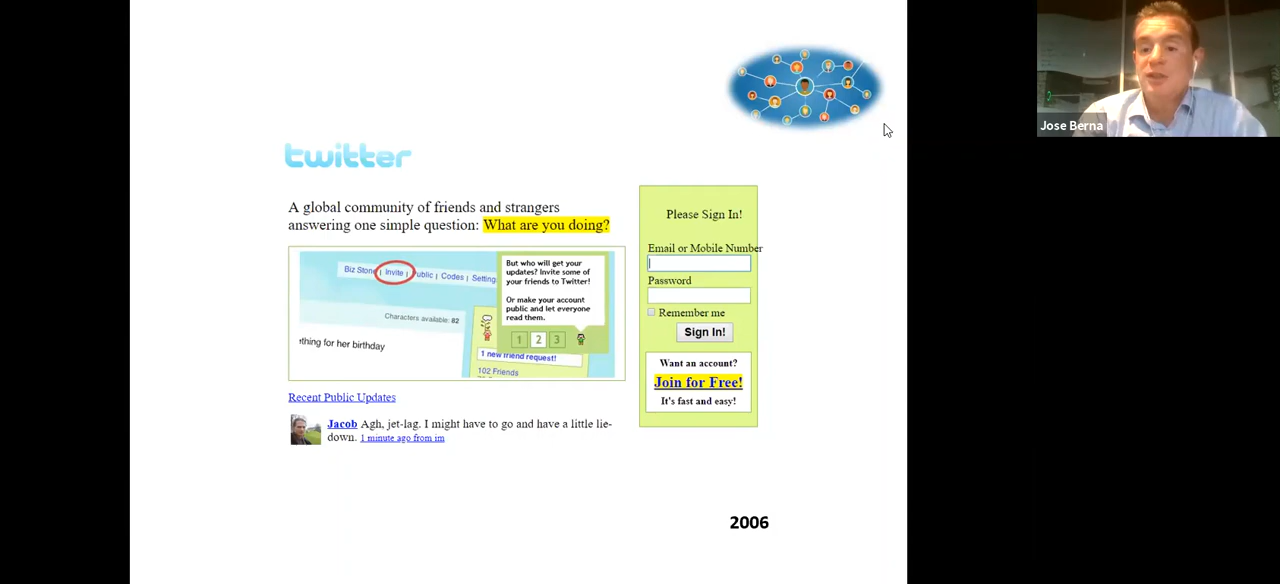 Jose Berna
twitter
A global community of friends and strangers
answering one simple question: What are you doing?
Please Sign In!
Email or Mobile Number
Password
Remember me
Sign In!
Want an account?
Join for Free!
It's fast and easy!
Biz Stone | Invite | Public | Codes | Setting
But who will get your
updates? Invite some of
your friends to Twitter!
Or make your account
public and let everyone
read them.
1 2 3
Characters available: 82
thing for her birthday
1 new friend request!
102 Friends
Recent Public Updates
Jacob Agh, jet-lag. I might have to go and have a little lie-
down. 1 minute ago from im
2006